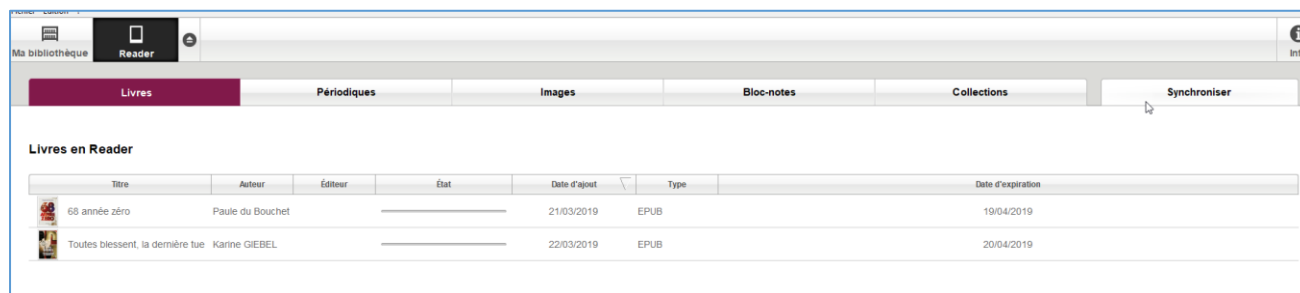 Fichier Edition ?
Ma bibliothèque Reader
Livres Périodiques Images Bloc-notes Collections Synchroniser
Livres en Reader
Titre Auteur Éditeur État Date d'ajout Type Date d'expiration
68 année zéro Paule du Bouchet 21/03/2019 EPUB 19/04/2019
Toutes blessent, la dernière tue Karine GIEBEL 22/03/2019 EPUB 20/04/2019